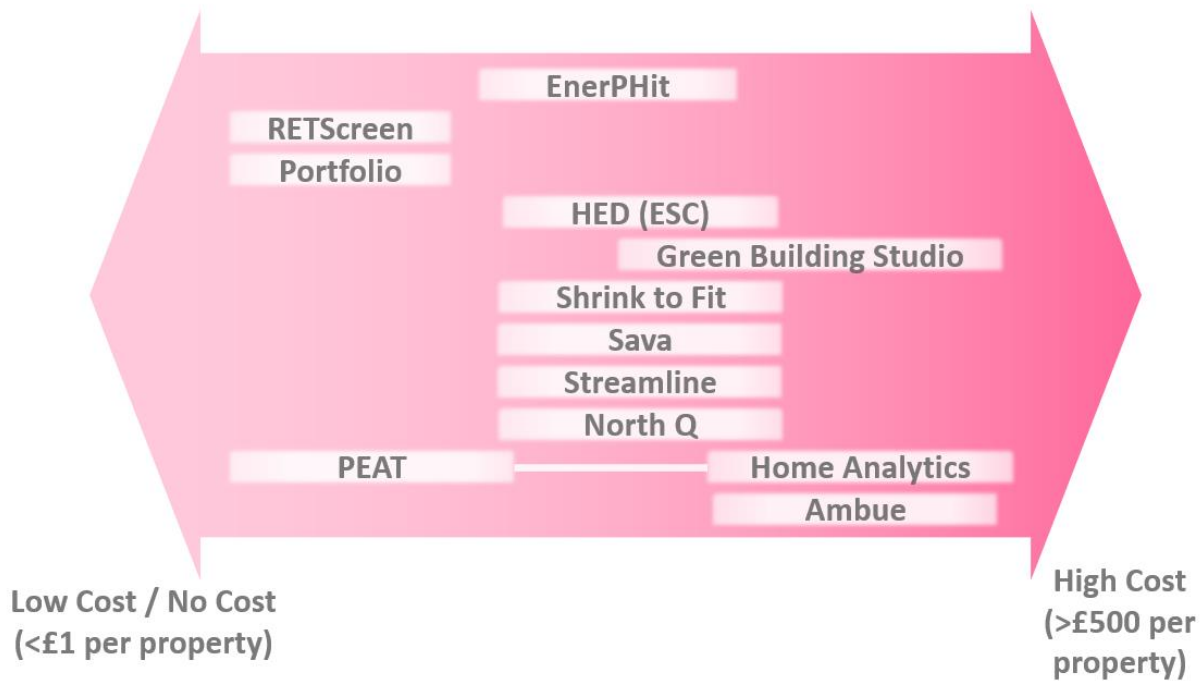 EnerPHit
RETScreen
Portfolio
HED (ESC)
Green Building Studio
Shrink to Fit
Sava
Streamline
North Q
PEAT
Home Analytics
Ambue
Low Cost / No Cost
(<£1 per property)
High Cost
(>£500 per
property)